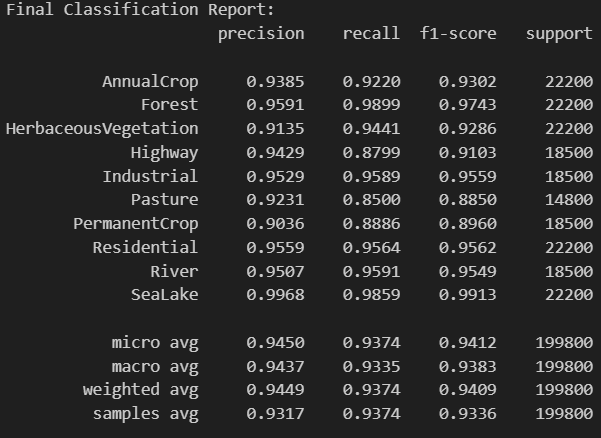 Final Classification Report:
precision recall f1-score support
AnnualCrop 0.9385 0.9220 0.9302 22200
Forest 0.9591 0.9899 0.9743 22200
HerbaceousVegetation 0.9135 0.9441 0.9286 22200
Highway 0.9429 0.8799 0.9103 18500
Industrial 0.9529 0.9589 0.9559 18500
Pasture 0.9231 0.8500 0.8850 14800
PermanentCrop 0.9036 0.8886 0.8960 18500
Residential 0.9559 0.9564 0.9562 22200
River 0.9507 0.9591 0.9549 18500
SeaLake 0.9968 0.9859 0.9913 22200
micro avg 0.9450 0.9374 0.9412 199800
macro avg 0.9437 0.9335 0.9383 199800
weighted avg 0.9449 0.9374 0.9409 199800
samples avg 0.9317 0.9374 0.9336 199800